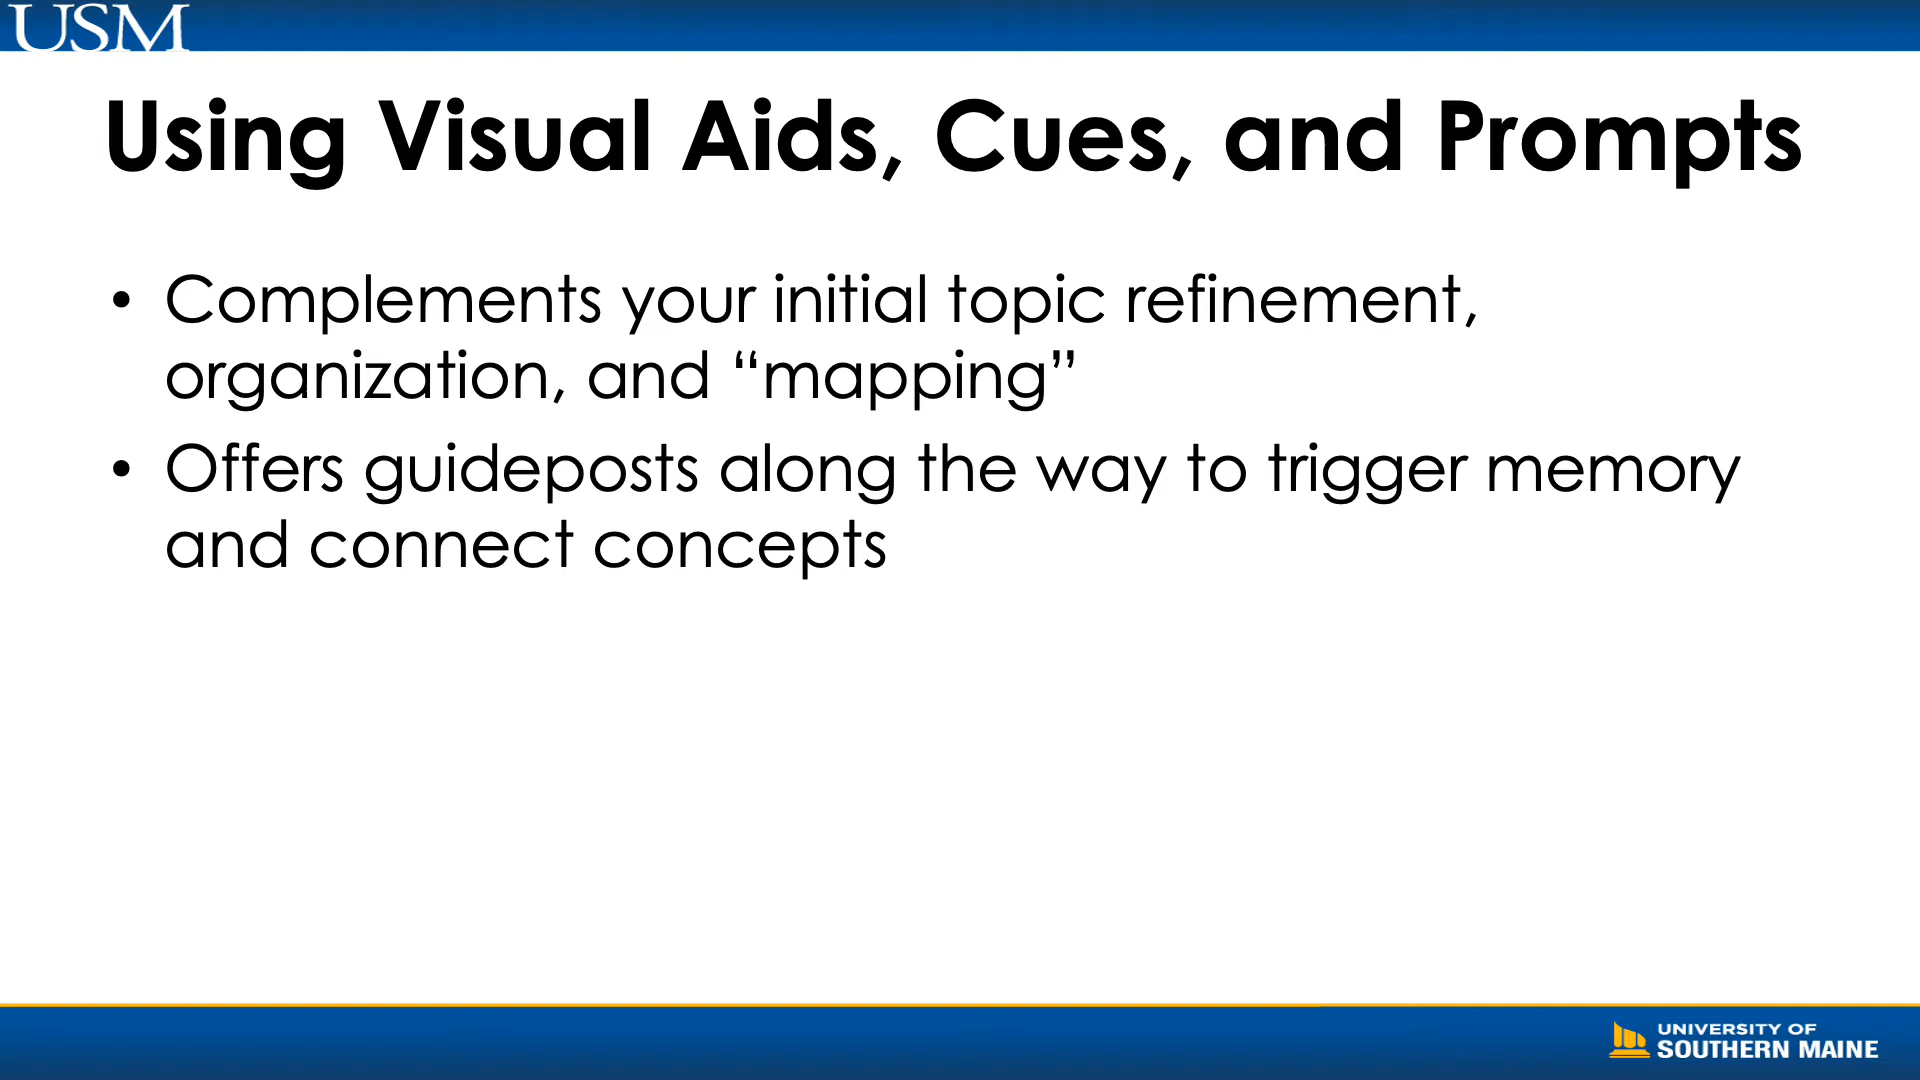 USM
Using Visual Aids, Cues, and Prompts
• Complements your initial topic refinement,
organization, and “mapping”
• Offers guideposts along the way to trigger memory
and connect concepts
UNIVERSITY OF
SOUTHERN MAINE